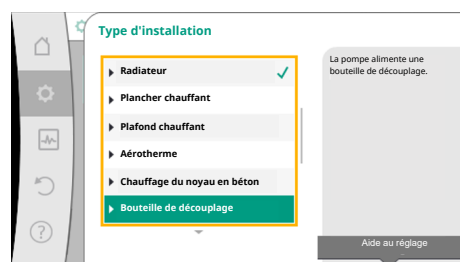 Type d'installation
Radiateur
Plancher chauffant
Plafond chauffant
Aérotherme
Chauffage du noyau en béton
Bouteille de découplage
La pompe alimente une
bouteille de découplage.
Aide au réglage